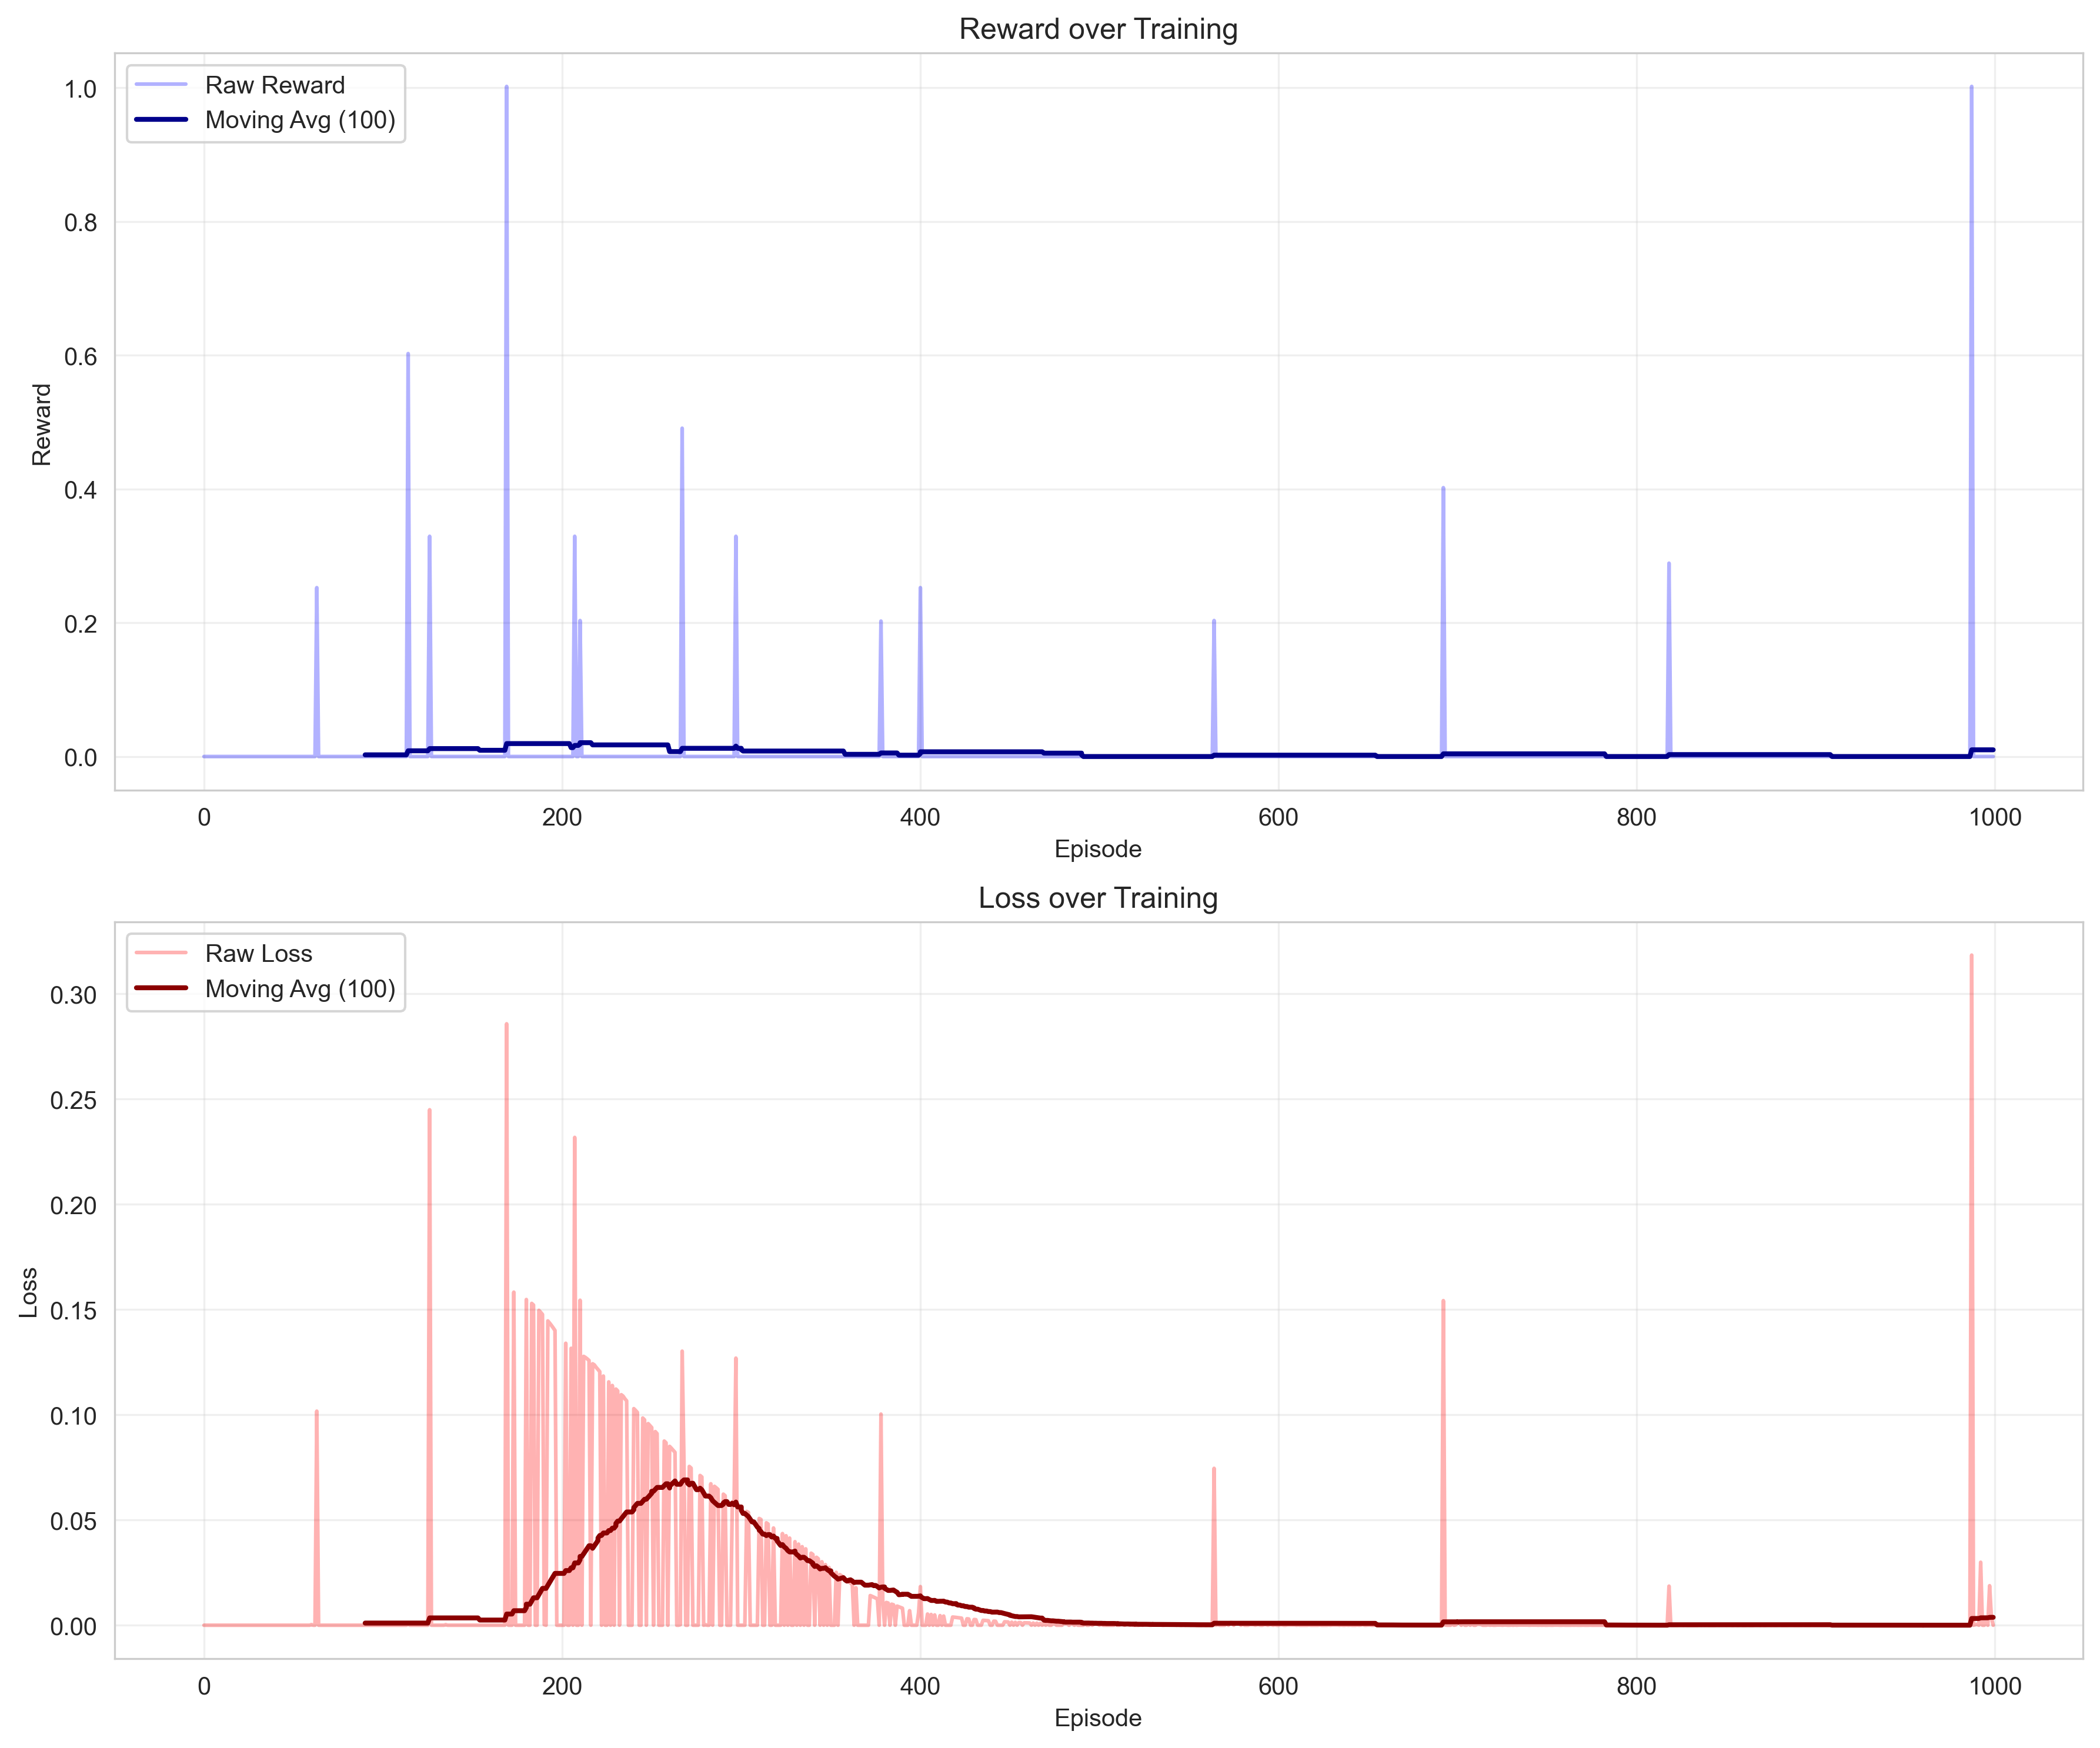 Reward over Training
Raw Reward
Moving Avg (100)
1.0
0.8
0.6
0.4
0.2
0.0
Reward
0 200 400 600 800 1000
Episode
Loss over Training
Raw Loss
Moving Avg (100)
0.30
0.25
0.20
0.15
0.10
0.05
0.00
Loss
0 200 400 600 800 1000
Episode